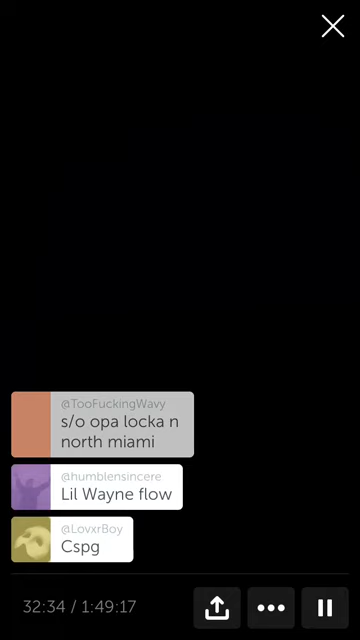 @TooFuckingWavy
s/o opa locka n
north miami
@humblensincere
Lil Wayne flow
@LovxrBoy
Cspg
32:34 / 1:49:17